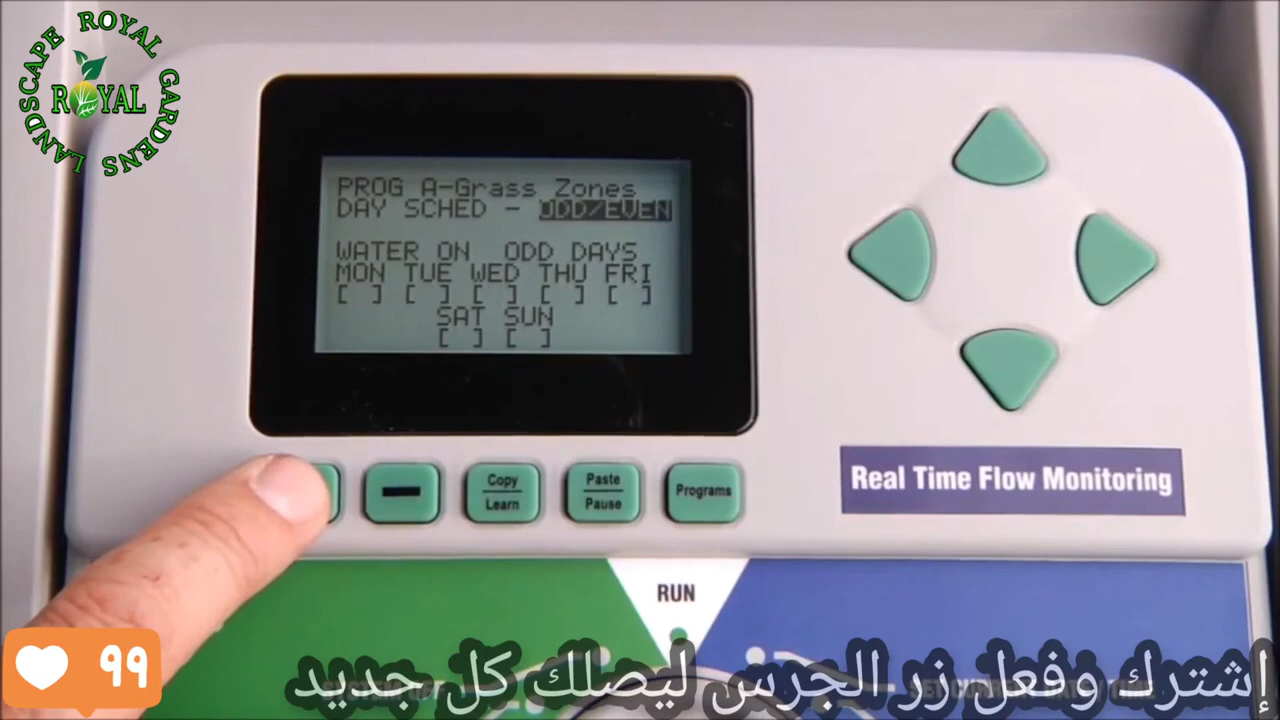 LANDSCAPE ROYAL GARDENS
ROYAL
PROG A-Grass Zones
DAY SCHED - ODD/EVEN
WATER ON ODD DAYS
MON TUE WED THU FRI
[ ] [ ] [ ] [ ] [ ]
SAT SUN
[ ] [ ]
Copy
Learn
Paste
Pause
Programs
Real Time Flow Monitoring
RUN
٩٩
إشترك وفعل زر الجرس ليصلك كل جديد